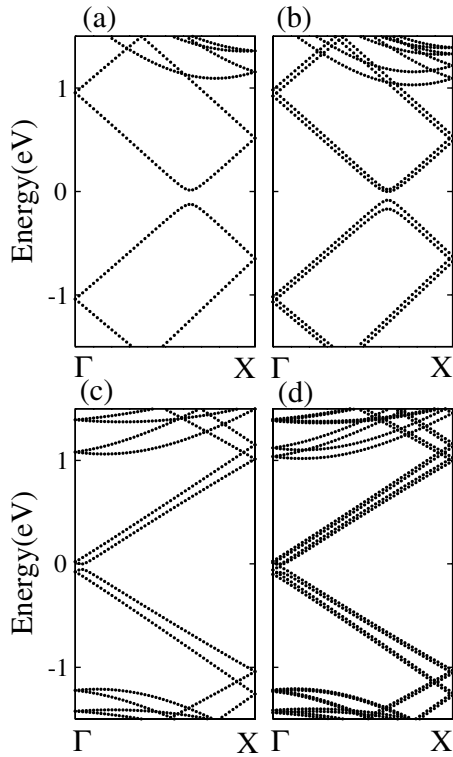 (a) (b)
Energy(eV)
1
0
-1
Γ X Γ X
(c) (d)
Energy(eV)
1
0
-1
Γ X Γ X